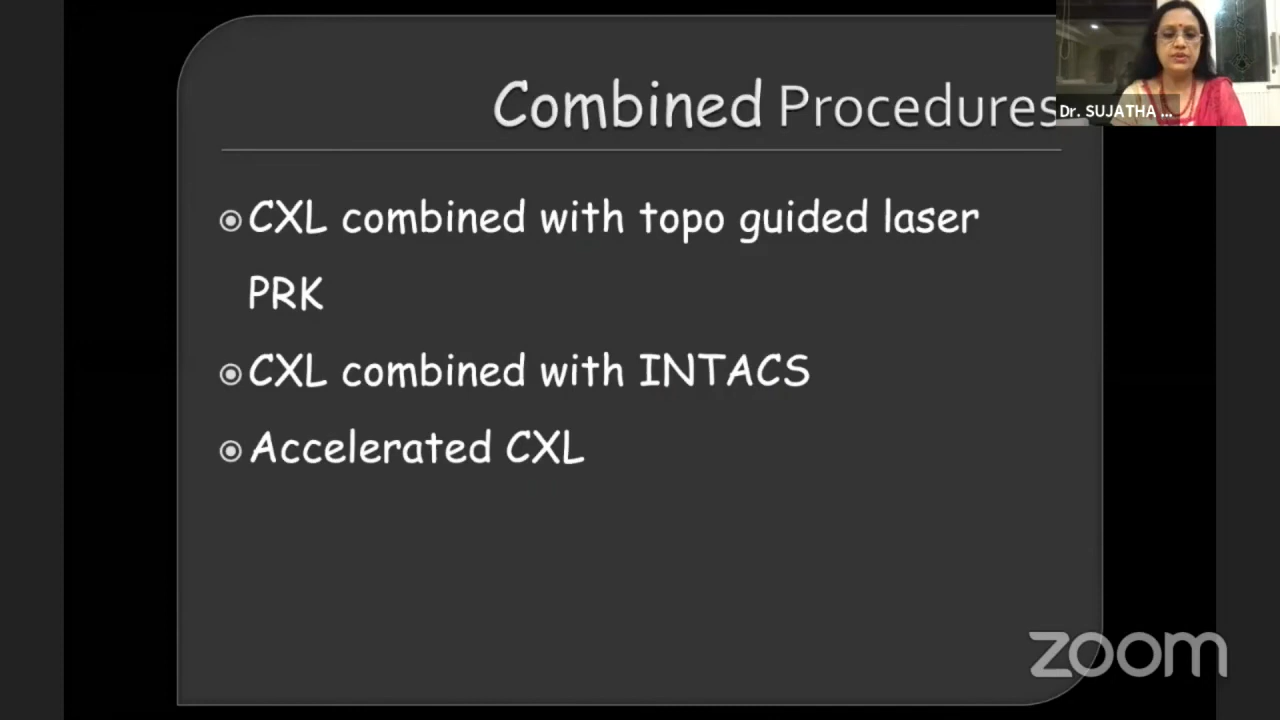 Combined Procedures
Dr. SUJATHA ...
CXL combined with topo guided laser
PRK
CXL combined with INTACS
Accelerated CXL
zoom